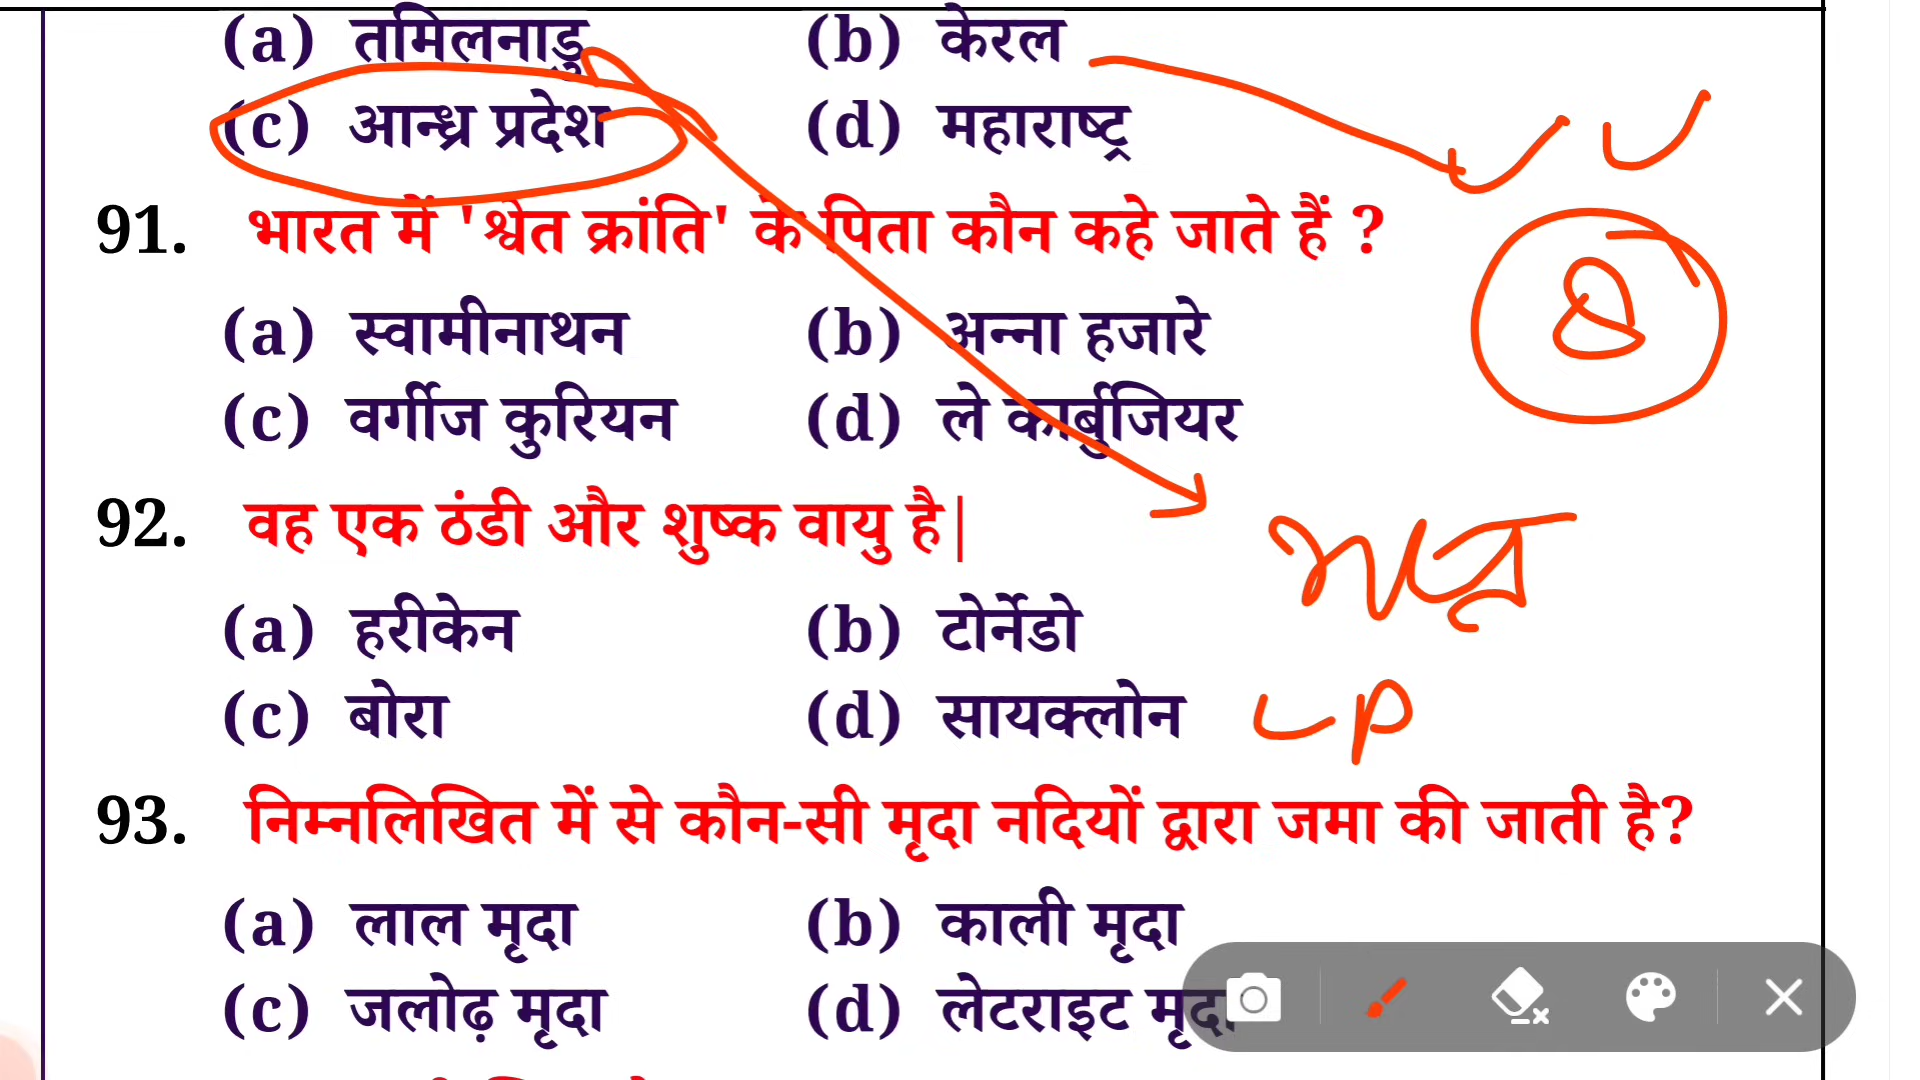 (a) तमिलनाडु (b) केरल
(c) आन्ध्र प्रदेश (d) महाराष्ट्र
91. भारत में 'श्वेत क्रांति' के पिता कौन कहे जाते हैं ?
(a) स्वामीनाथन (b) अन्ना हजारे
(c) वर्गीज कुरियन (d) ले कार्बुजियर
92. वह एक ठंडी और शुष्क वायु है|
(a) हरीकेन (b) टोर्नेडो
(c) बोरा (d) सायक्लोन
93. निम्नलिखित में से कौन-सी मृदा नदियों द्वारा जमा की जाती है?
(a) लाल मृदा (b) काली मृदा
(c) जलोढ़ मृदा (d) लेटराइट मृदा